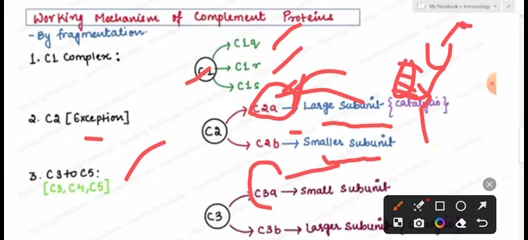 My Desk > Immunology
Working Mechanism of Complement Proteins
- By fragmentation
1. C1 Complex:
C1
C1q
C1r
C1s
2. C2 [Exception]
C2
C2a → Large Subunit {Catalysis}
C2b → Smaller Subunit
3. C3 to C5:
[C3, C4, C5]
C3
C3a → Small Subunit
C3b → Larger Subunit